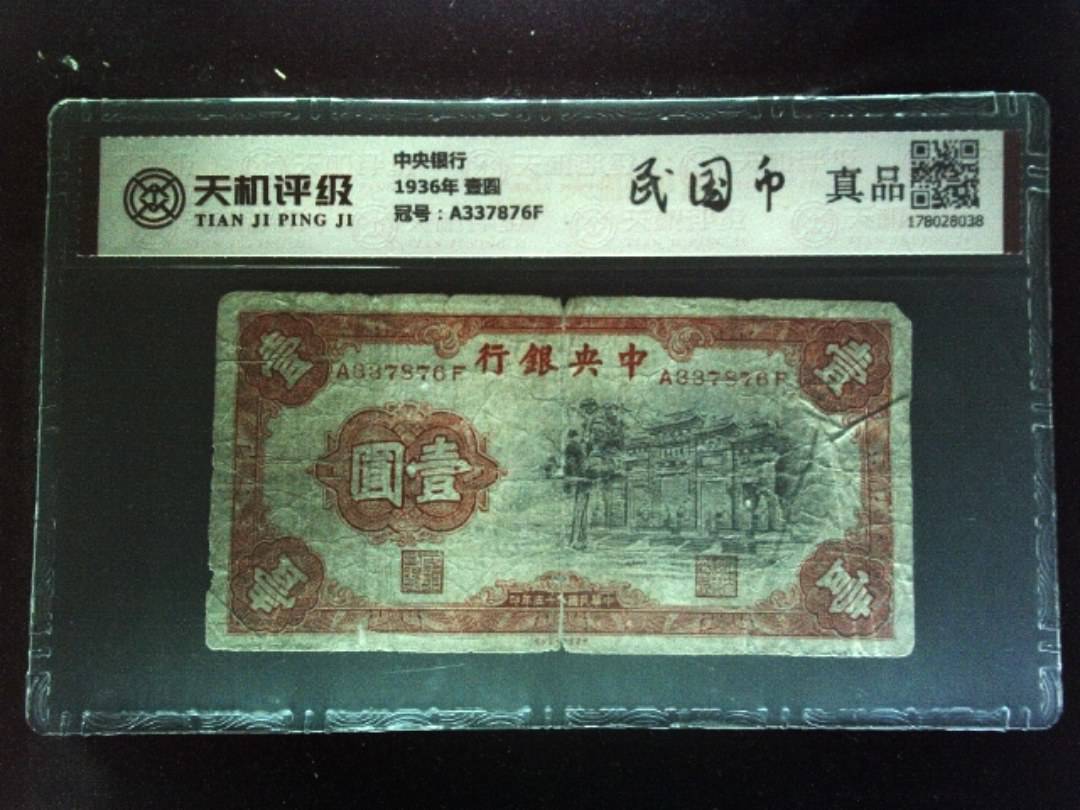 天机评级
TIAN JI PING JI
中央银行
1936年 壹圆
冠号：A337876F
民国币
真品
178028038
壹
壹
行銀央中
A337876F
A337876F
圓壹
壹
壹